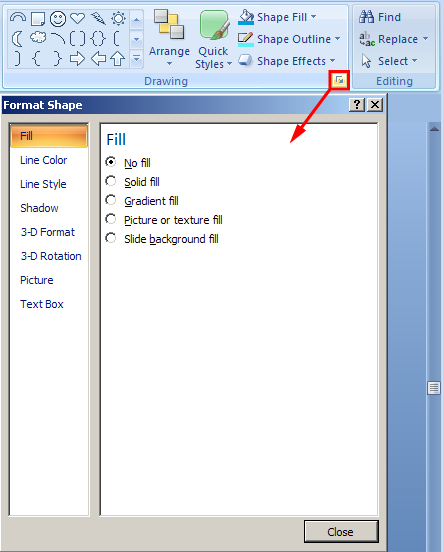 Arrange
Quick
Styles
Shape Fill
Shape Outline
Shape Effects
Find
Replace
Select
Drawing
Editing
Format Shape
Fill
Line Color
Line Style
Shadow
3-D Format
3-D Rotation
Picture
Text Box
Fill
No fill
Solid fill
Gradient fill
Picture or texture fill
Slide background fill
Close